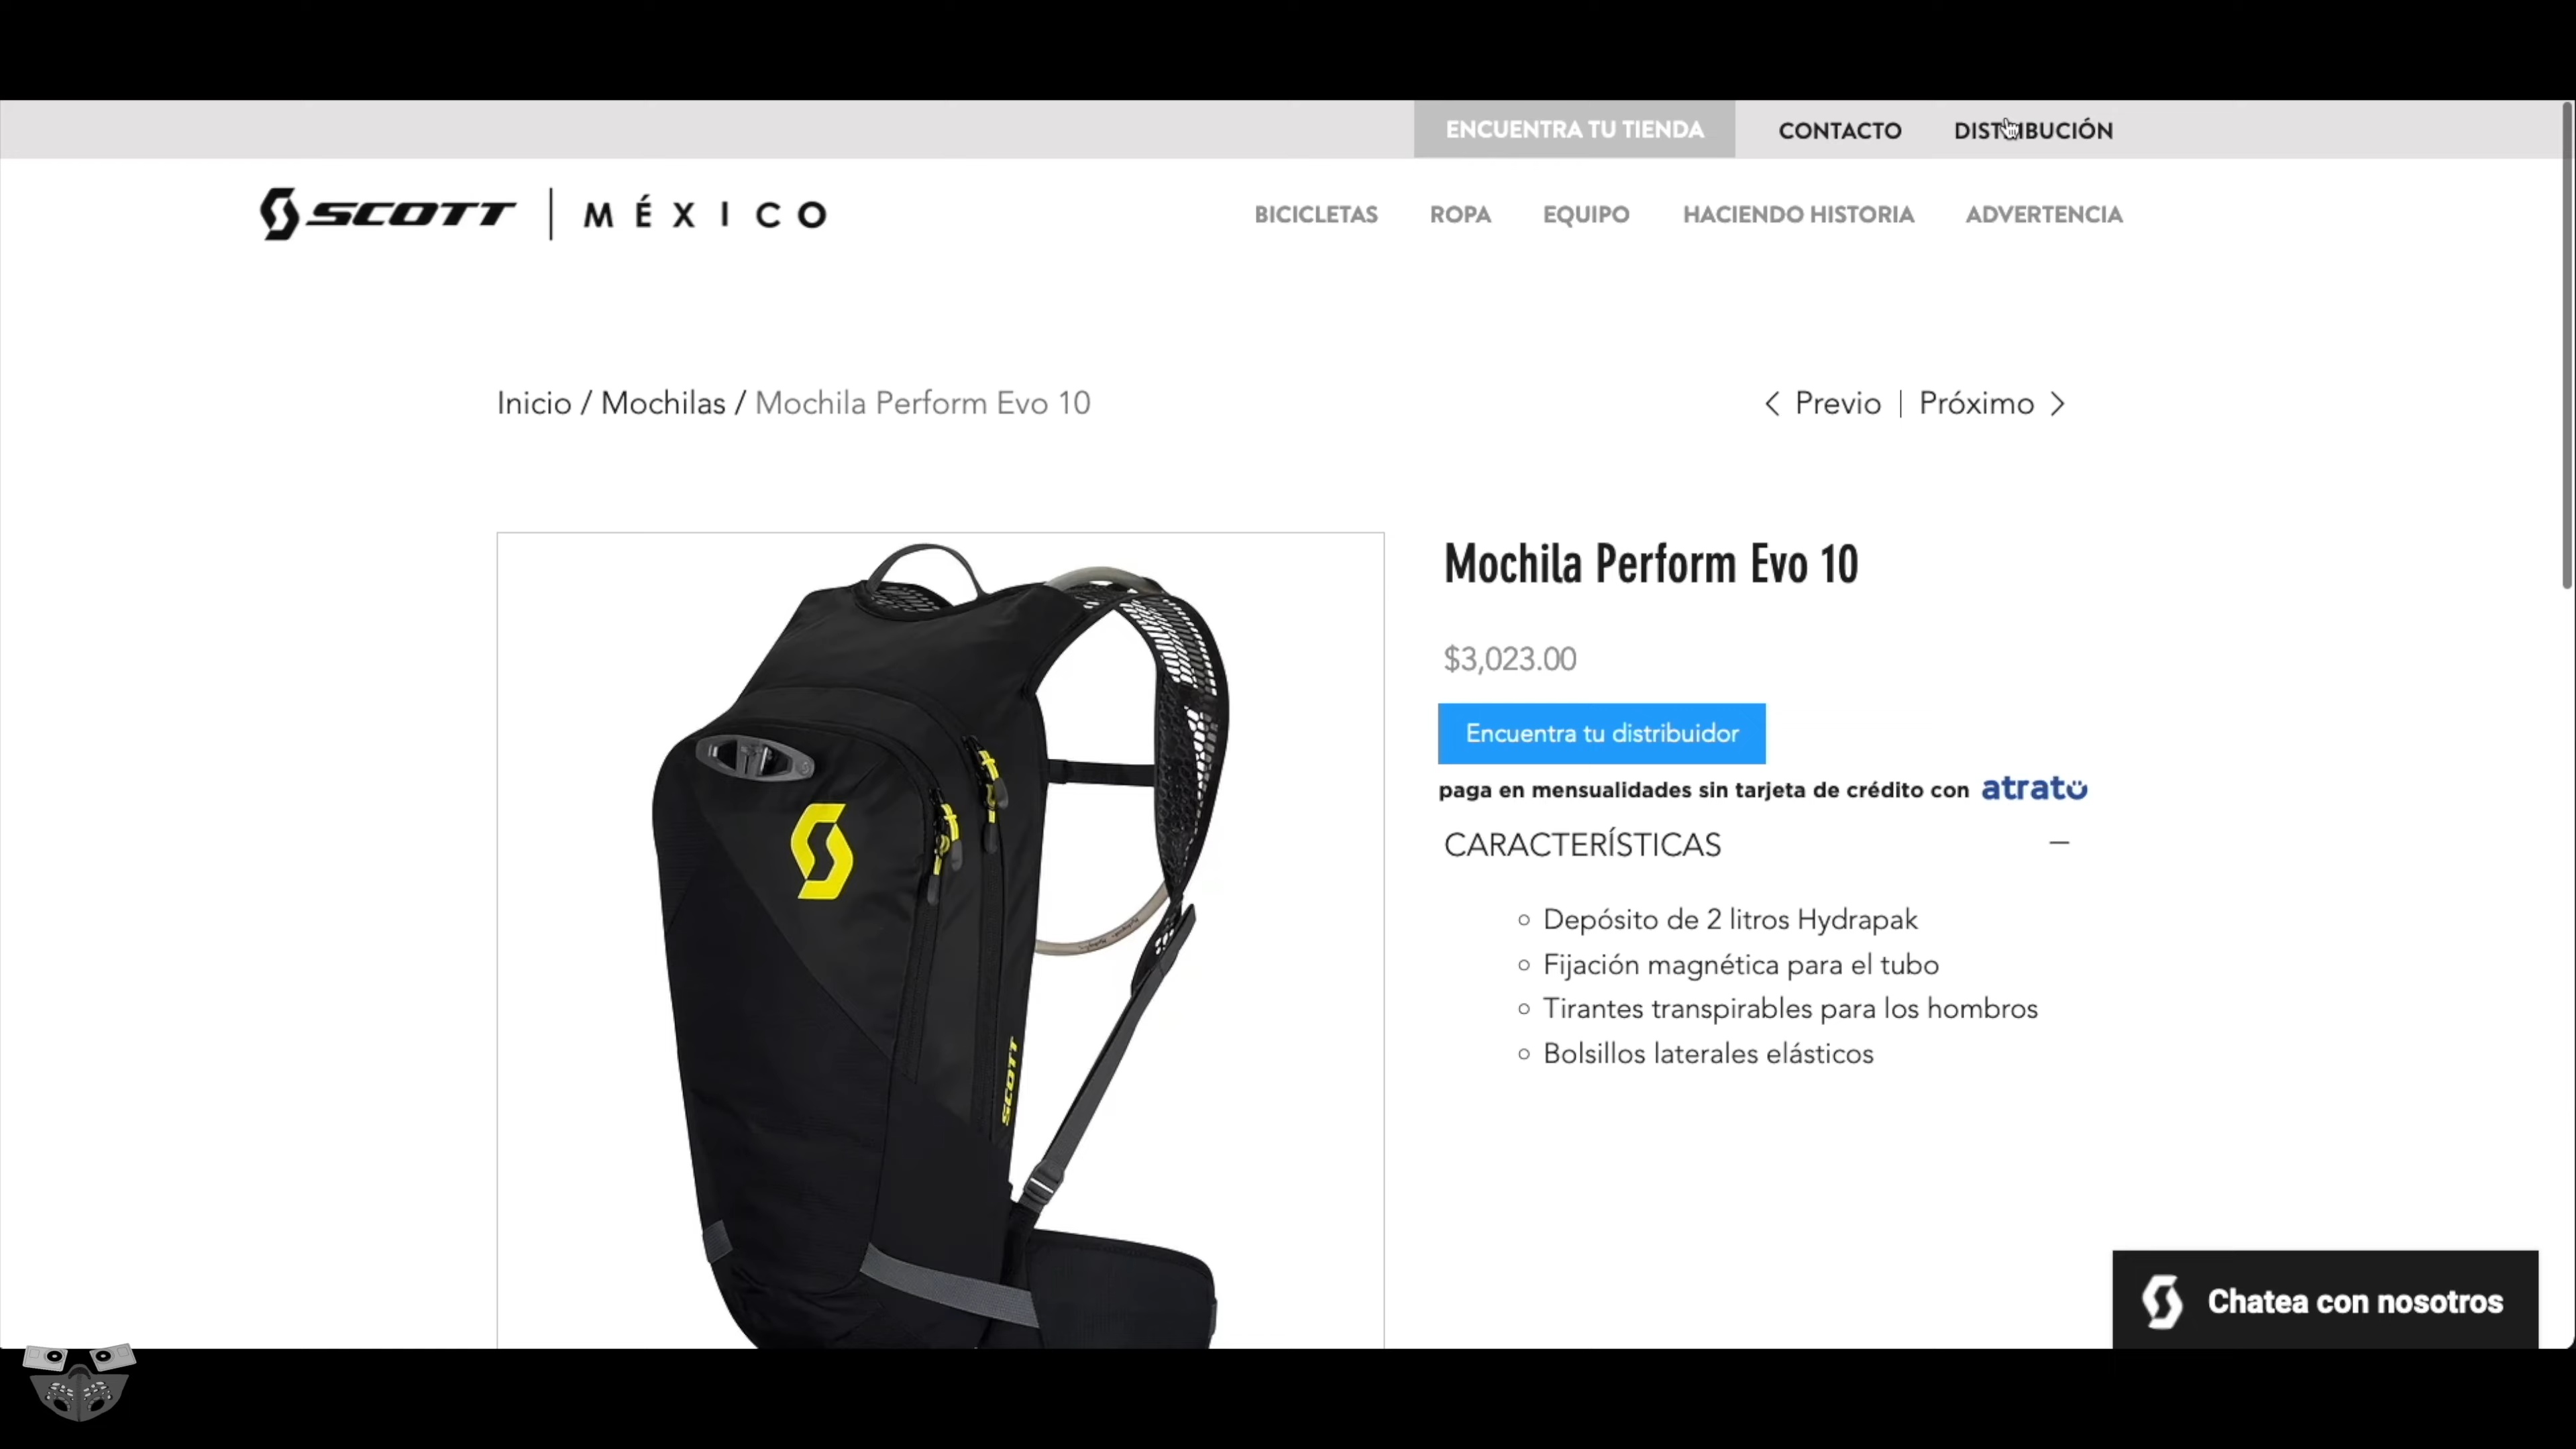 ENCUENTRA TU TIENDA CONTACTO DISTRIBUCIÓN
SCOTT | MÉXICO
BICICLETAS ROPA EQUIPO HACIENDO HISTORIA ADVERTENCIA
Inicio / Mochilas / Mochila Perform Evo 10
< Previo | Próximo >
Mochila Perform Evo 10
$3,023.00
Encuentra tu distribuidor
paga en mensualidades sin tarjeta de crédito con atrato
CARACTERÍSTICAS
Depósito de 2 litros Hydrapak
Fijación magnética para el tubo
Tirantes transpirables para los hombros
Bolsillos laterales elásticos
SCOTT
Chatea con nosotros